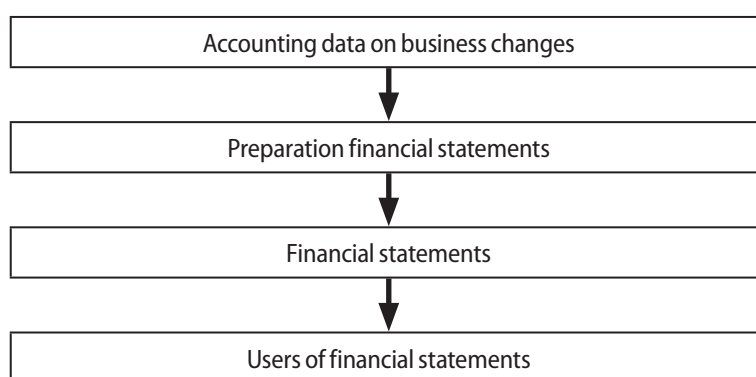 Accounting data on business changes
Preparation financial statements
Financial statements
Users of financial statements